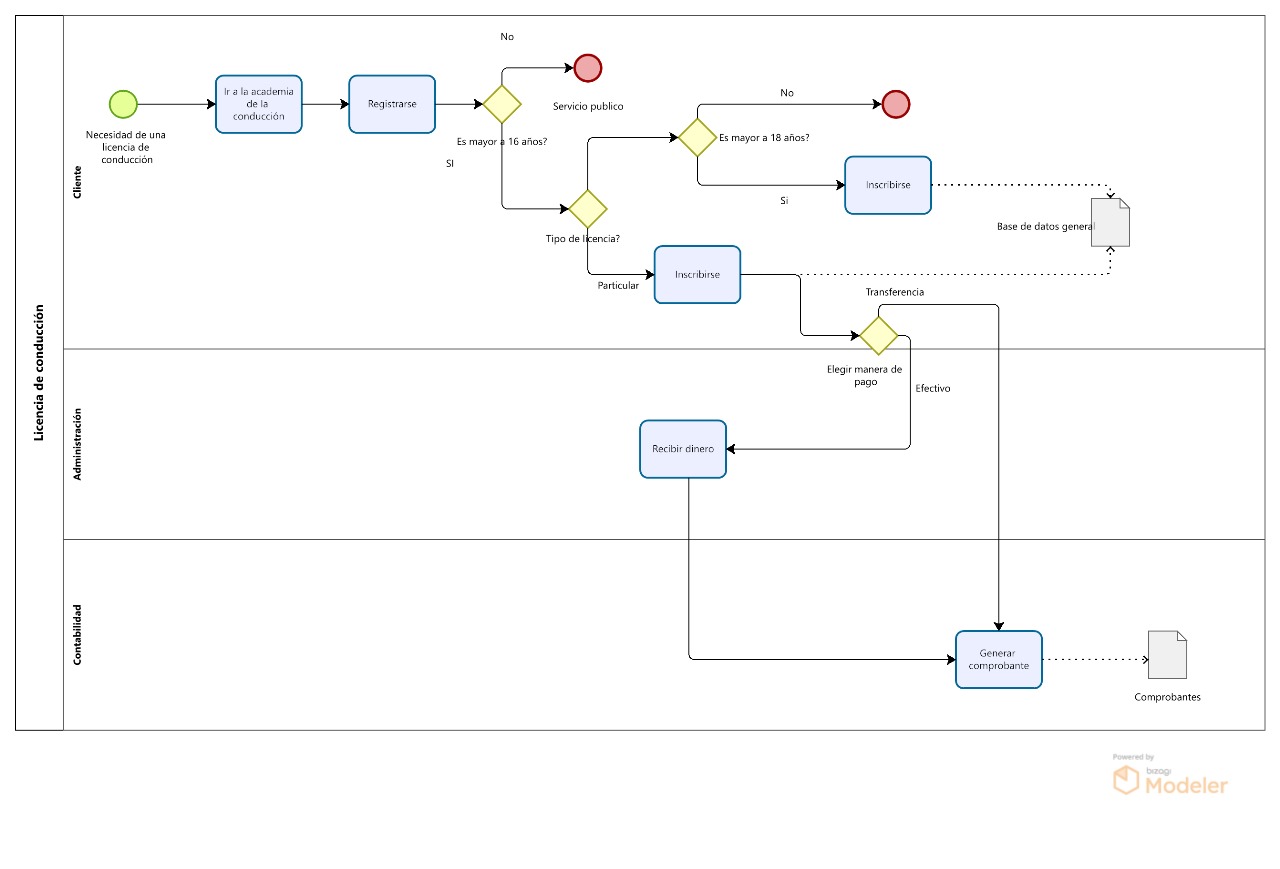 Licencia de conducción
Cliente
No
Ir a la academia
de la
conducción
Registrarse
Necesidad de una
licencia de
conducción
Es mayor a 16 años?
SI
Servicio publico
No
Es mayor a 18 años?
Inscribirse
Si
Base de datos general
Tipo de licencia?
Inscribirse
Particular
Transferencia
Elegir manera de
pago
Efectivo
Administración
Recibir dinero
Contabilidad
Generar
comprobante
Comprobantes
Powered by
bizagi
Modeler